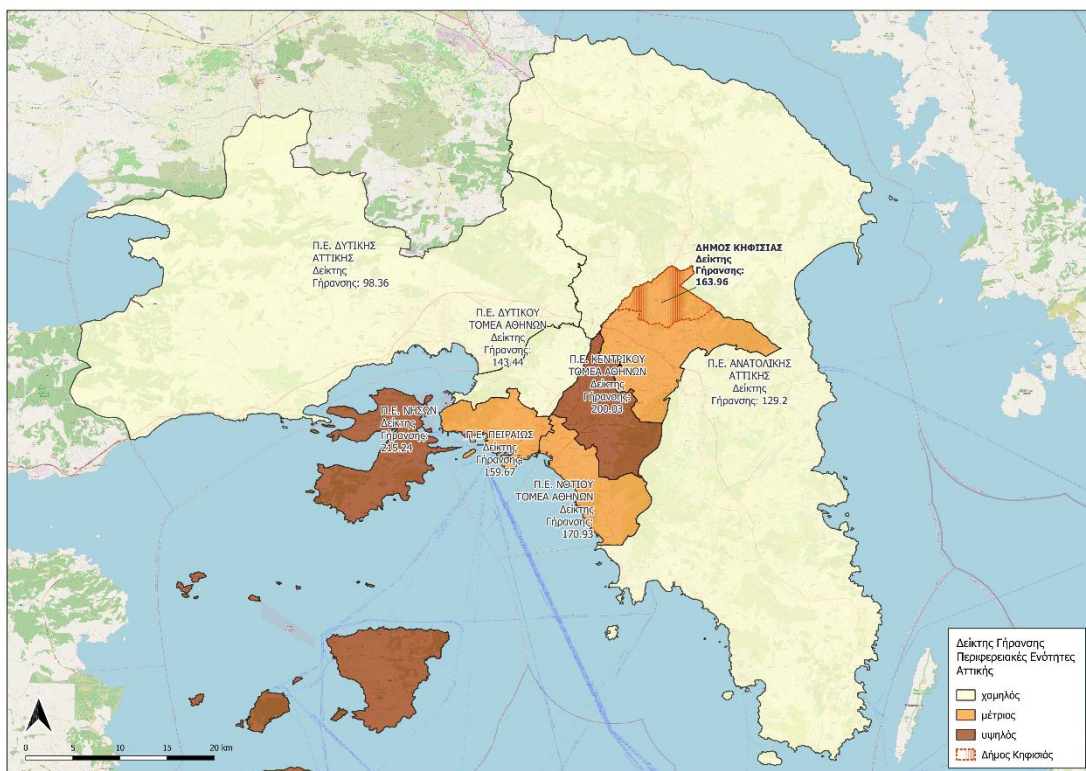 Π.Ε. ΔΥΤΙΚΗΣ
ΑΤΤΙΚΗΣ
Δείκτης
Γήρανσης: 98.36
ΔΗΜΟΣ ΚΗΦΙΣΙΑΣ
Δείκτης
Γήρανσης:
163.96
Π.Ε. ΔΥΤΙΚΟΥ
ΤΟΜΕΑ ΑΘΗΝΩΝ
Δείκτης
Γήρανσης:
143.44
Π.Ε. ΚΕΝΤΡΙΚΟΥ
ΤΟΜΕΑ ΑΘΗΝΩΝ
Δείκτης
Γήρανσης:
200.03
Π.Ε. ΑΝΑΤΟΛΙΚΗΣ
ΑΤΤΙΚΗΣ
Δείκτης
Γήρανσης: 129.2
Π.Ε. ΝΗΣΩΝ
Δείκτης
Γήρανσης:
215.24
Π.Ε. ΠΕΙΡΑΙΩΣ
Δείκτης
Γήρανσης:
159.67
Π.Ε. ΝΟΤΙΟΥ
ΤΟΜΕΑ ΑΘΗΝΩΝ
Δείκτης
Γήρανσης:
170.93
Δείκτης Γήρανσης
Περιφερειακές Ενότητες
Αττικής
χαμηλός
μέτριος
υψηλός
Δήμος Κηφισιάς
0 5 10 15 20 km